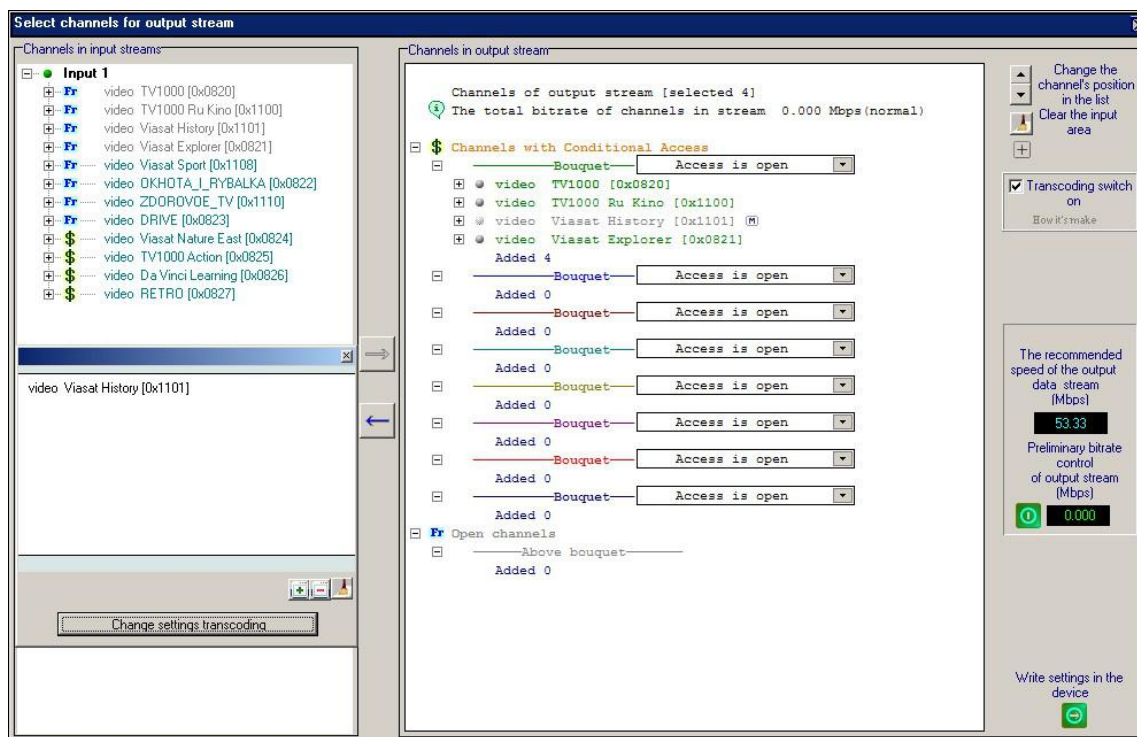 Select channels for output stream
Channels in input streams
Input 1
Fr video TV1000 [0x0820]
Fr video TV1000 Ru Kino [0x1100]
Fr video Viasat History [0x1101]
Fr video Viasat Explorer [0x0821]
Fr video Viasat Sport [0x1108]
Fr video OKHOTA_I_RYBALKA [0x0822]
Fr video ZDOROVOE_TV [0x1110]
Fr video DRIVE [0x0823]
$ video Viasat Nature East [0x0824]
$ video TV1000 Action [0x0825]
$ video Da Vinci Learning [0x0826]
$ video RETRO [0x0827]
video Viasat History [0x1101]
Change settings transcoding
Channels in output stream
Channels of output stream [selected 4]
The total bitrate of channels in stream 0.000 Mbps(normal)
$ Channels with Conditional Access
Bouquet Access is open
video TV1000 [0x0820]
video TV1000 Ru Kino [0x1100]
video Viasat History [0x1101] M
video Viasat Explorer [0x0821]
Added 4
Bouquet Access is open
Added 0
Bouquet Access is open
Added 0
Bouquet Access is open
Added 0
Bouquet Access is open
Added 0
Bouquet Access is open
Added 0
Bouquet Access is open
Added 0
Bouquet Access is open
Added 0
Fr Open channels
Above bouquet
Added 0
Change the
channel's position
in the list
Clear the input
area
Transcoding switch
on
How it's make
The recommended
speed of the output
data stream
(Mbps)
53.33
Preliminary bitrate
control
of output stream
(Mbps)
0.000
Write settings in the
device